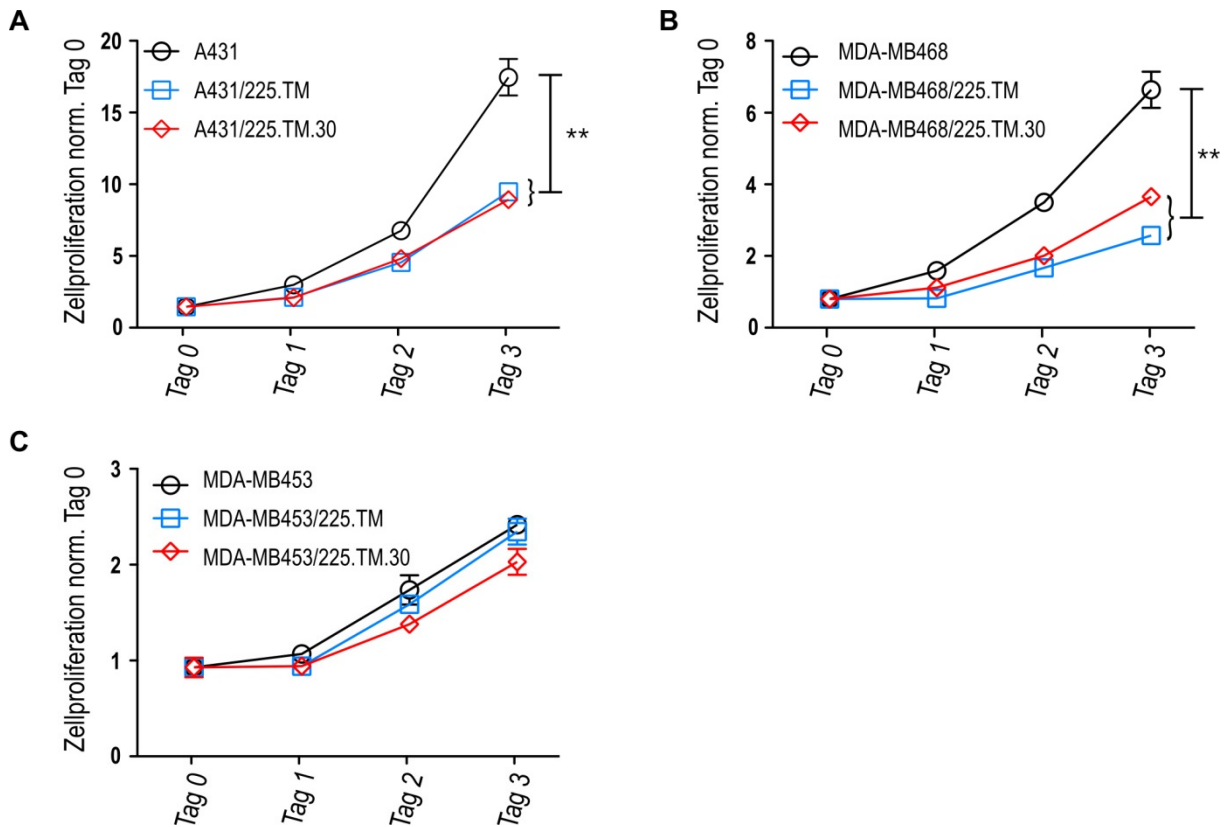 A
Zellproliferation norm. Tag 0
20
15
10
5
0
A431
A431/225.TM
A431/225.TM.30
**
Tag 0
Tag 1
Tag 2
Tag 3
B
Zellproliferation norm. Tag 0
8
6
4
2
0
MDA-MB468
MDA-MB468/225.TM
MDA-MB468/225.TM.30
**
Tag 0
Tag 1
Tag 2
Tag 3
C
Zellproliferation norm. Tag 0
3
2
1
0
MDA-MB453
MDA-MB453/225.TM
MDA-MB453/225.TM.30
Tag 0
Tag 1
Tag 2
Tag 3